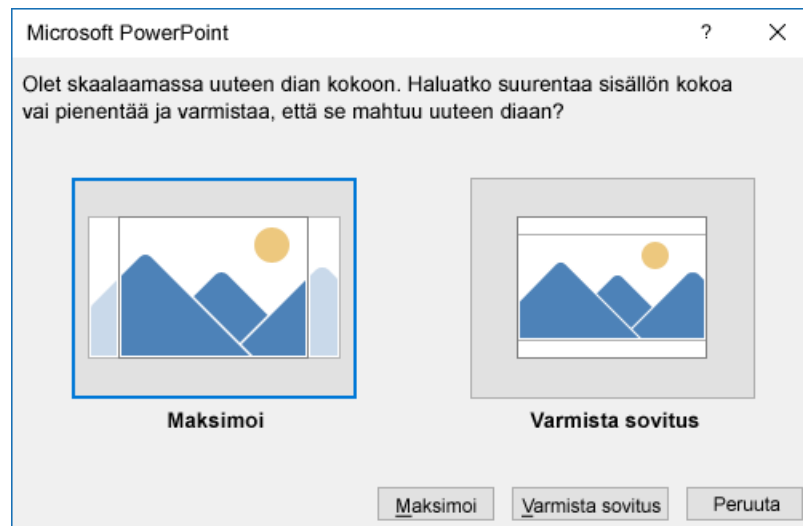 Microsoft PowerPoint ?
Olet skaalaamassa uuteen dian kokoon. Haluatko suurentaa sisällön kokoa
vai pienentää ja varmistaa, että se mahtuu uuteen diaan?
Maksimoi Varmista sovitus
Maksimoi Varmista sovitus Peruuta